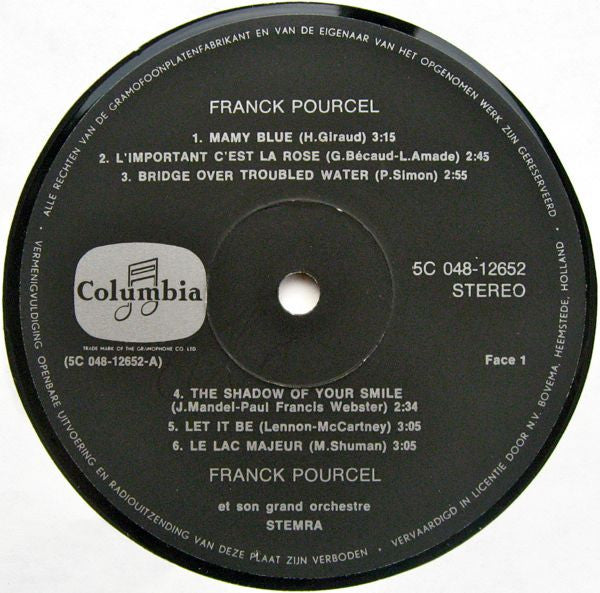 • ALLE RECHTEN VAN DE GRAMOFOONPLATENFABRIKANT EN VAN DE EIGENAAR VAN HET OPGENOMEN WERK ZIJN GERESERVEERD
FRANCK POURCEL
1. MAMY BLUE (H.Giraud) 3:15
2. L'IMPORTANT C'EST LA ROSE (G.Bécaud-L.Amade) 2:45
3. BRIDGE OVER TROUBLED WATER (P.Simon) 2:55
Columbia
TRADE MARK OF THE GRAMOPHONE CO. LTD.
(5C 048-12652-A)
5C 048-12652
STEREO
Face 1
4. THE SHADOW OF YOUR SMILE
(J.Mandel-Paul Francis Webster) 2:34
5. LET IT BE (Lennon-McCartney) 3:05
6. LE LAC MAJEUR (M.Shuman) 3:05
FRANCK POURCEL
et son grand orchestre
STEMRA
• VERMENIGVULDIGING OPENBARE UITVOERING EN RADIOUITZENDING VAN DEZE PLAAT ZIJN VERBODEN •
VERVAARDIGD IN LICENTIE DOOR N.V. BOVEMA, HEEMSTEDE, HOLLAND •